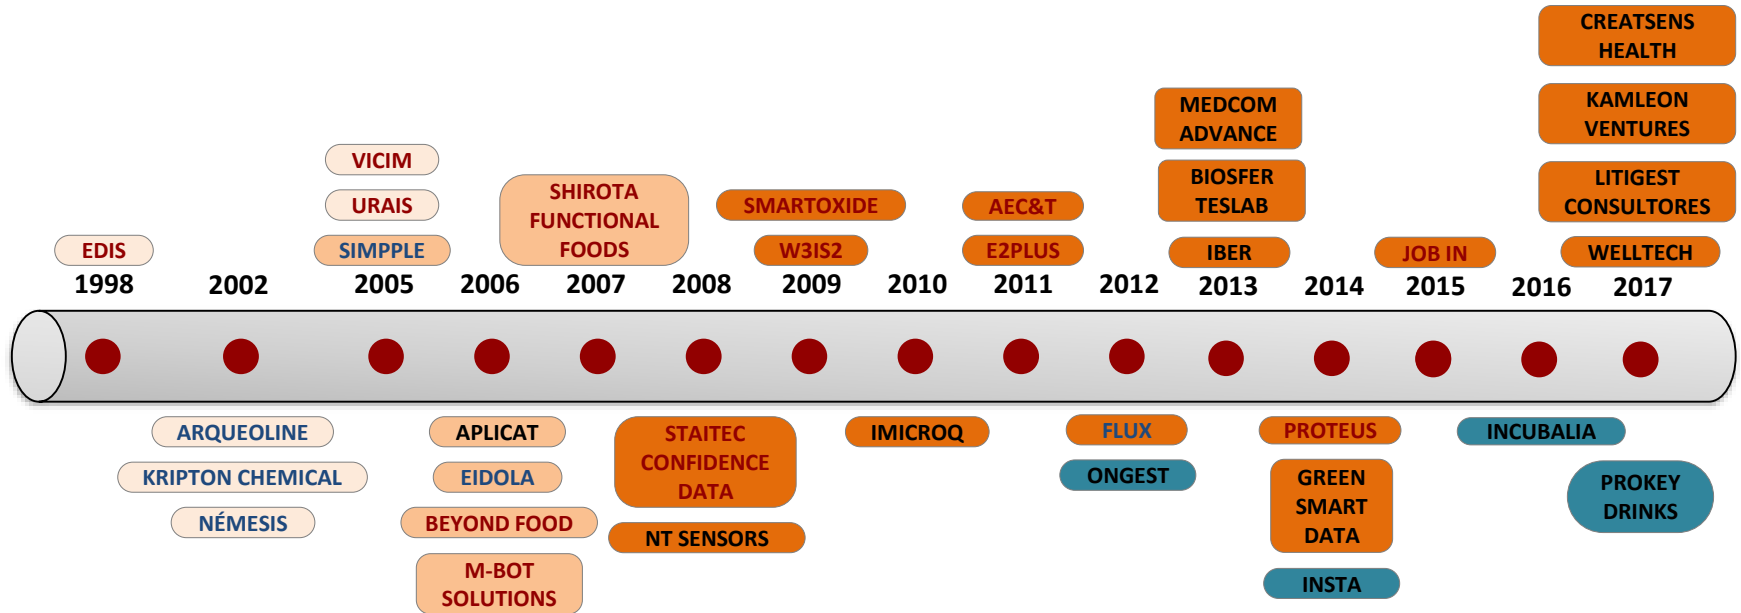 CREATSENS
HEALTH
KAMLEON
VENTURES
MEDCOM
ADVANCE
VICIM
BIOSFER
TESLAB
LITIGEST
CONSULTORES
SHIROTA
FUNCTIONAL
FOODS
URAIS
SMARTOXIDE
AEC&T
EDIS
SIMPPLE
W3IS2
E2PLUS
IBER
JOB IN
WELLTECH
1998
2002
2005
2006
2007
2008
2009
2010
2011
2012
2013
2014
2015
2016
2017
ARQUEOLINE
APLICAT
STAITEC
CONFIDENCE
DATA
IMICROQ
FLUX
PROTEUS
INCUBALIA
KRIPTON CHEMICAL
EIDOLA
ONGEST
GREEN
SMART
DATA
PROKEY
DRINKS
NÉMESIS
BEYOND FOOD
NT SENSORS
M-BOT
SOLUTIONS
INSTA